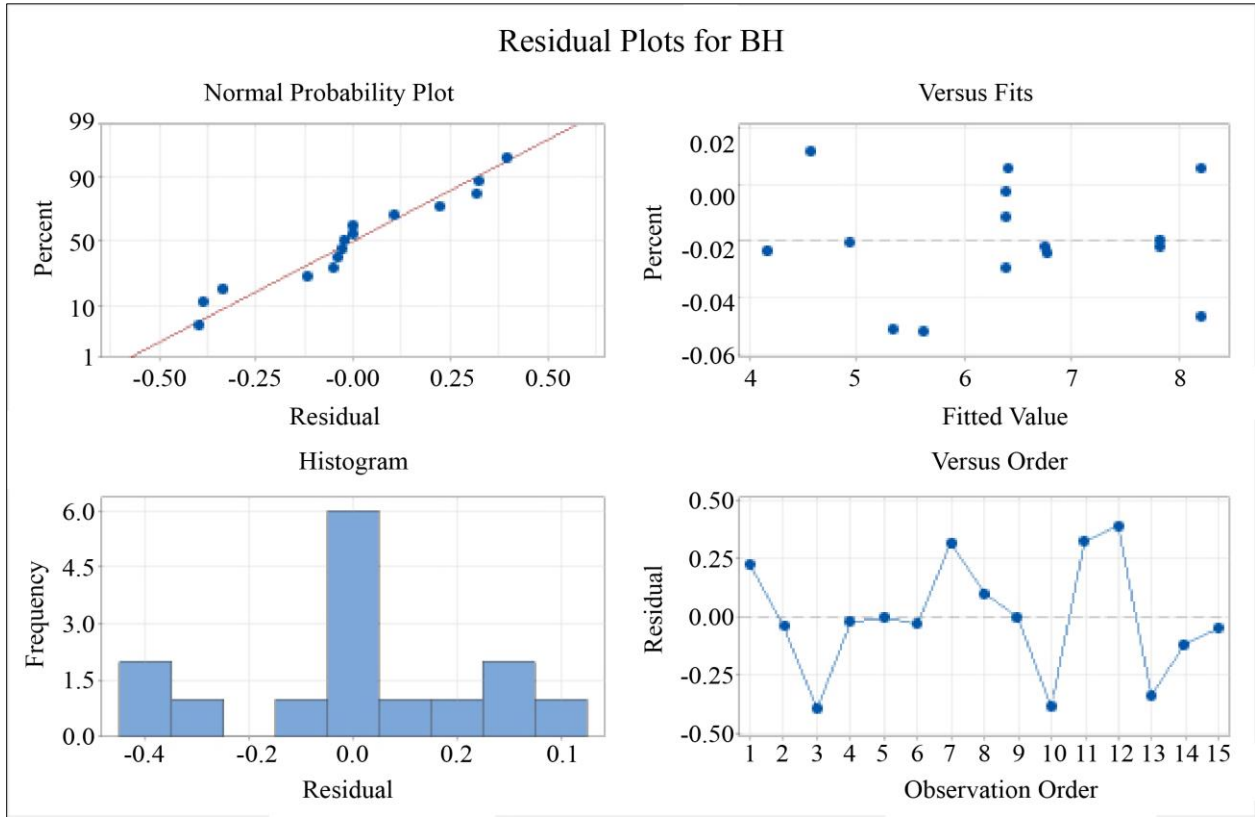 Residual Plots for BH
Normal Probability Plot
Percent
99
90
50
10
1
-0.50 -0.25 -0.00 0.25 0.50
Residual
Versus Fits
Percent
0.02
0.00
-0.02
-0.04
-0.06
4 5 6 7 8
Fitted Value
Histogram
Frequency
6.0
4.5
3.0
1.5
0.0
-0.4 -0.2 0.0 0.2 0.1
Residual
Versus Order
Residual
0.50
0.25
0.00
-0.25
-0.50
1 2 3 4 5 6 7 8 9 10 11 12 13 14 15
Observation Order